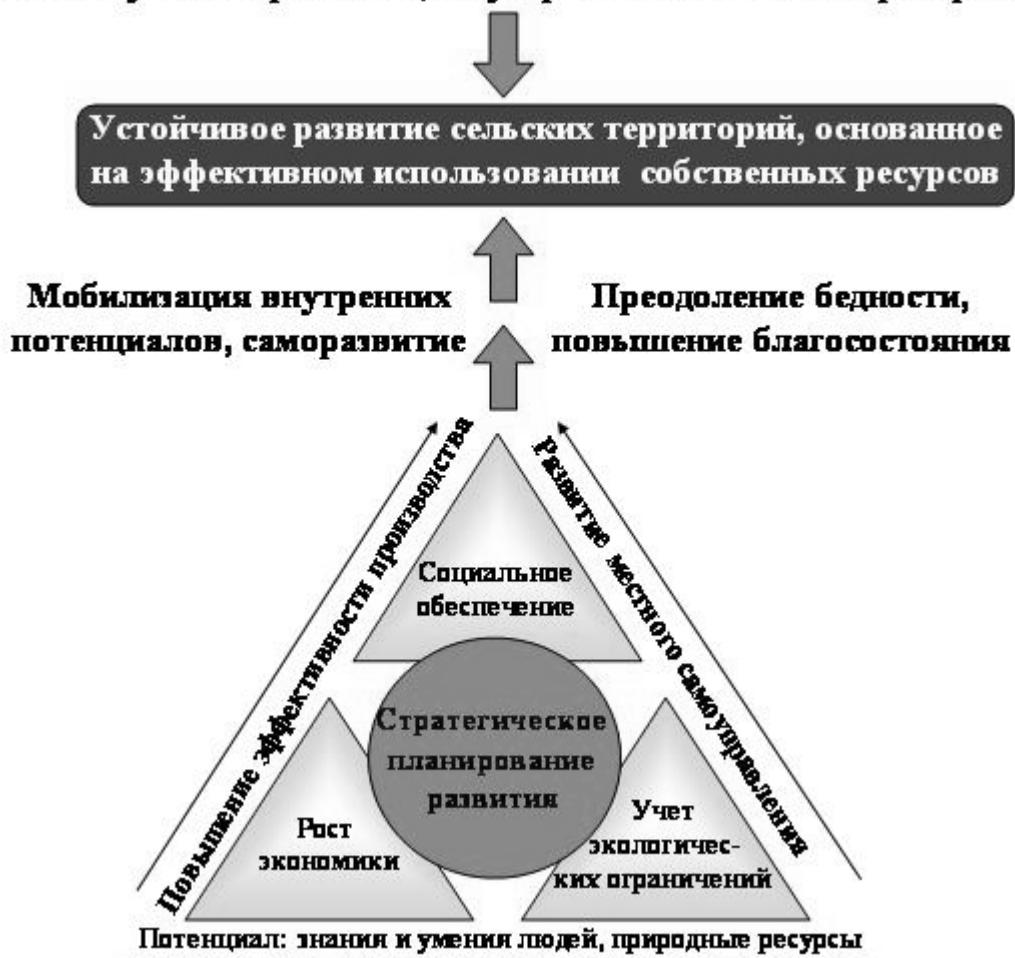 Устойчивое развитие сельских территорий, основанное
на эффективном использовании собственных ресурсов
Мобилизация внутренних
потенциалов, саморазвитие
Преодоление бедности,
повышение благосостояния
Повышение эффективности производства
Развитие местного самоуправления
Социальное
обеспечение
Стратегическое
планирование
развития
Рост
экономики
Учет
экологичес-
ких ограничений
Потенциал: знания и умения людей, природные ресурсы